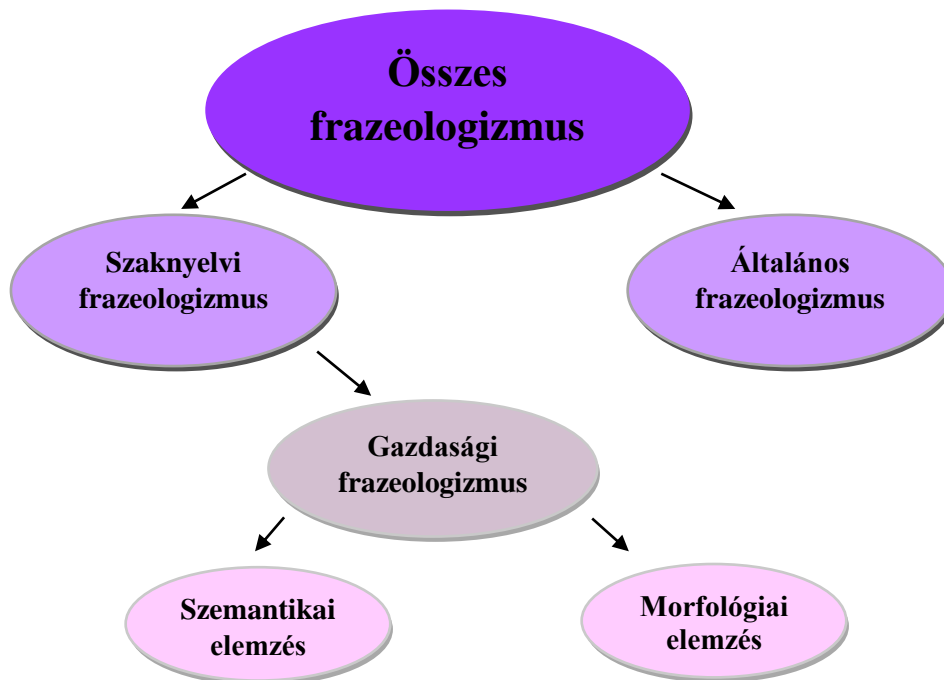 Összes
frazeologizmus
Szaknyelvi
frazeologizmus
Általános
frazeologizmus
Gazdasági
frazeologizmus
Szemantikai
elemzés
Morfológiai
elemzés